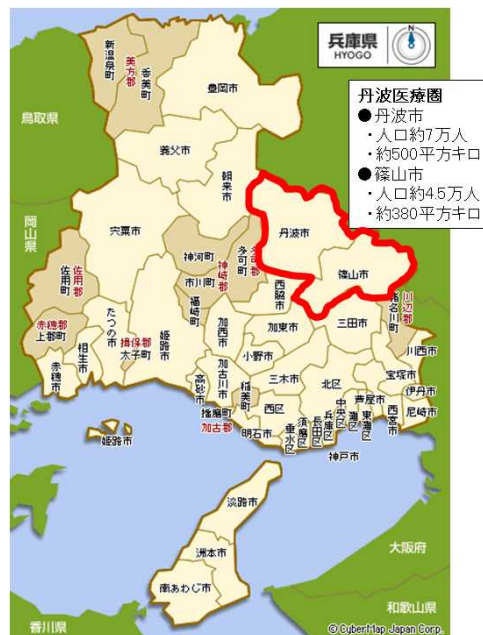 兵庫県
HYOGO
丹波医療圏
●丹波市
・人口約7万人
・約500平方キロ
●篠山市
・人口約4.5万人
・約380平方キロ
鳥取県
岡山県
新温泉町
美方郡
香美町
豊岡市
養父市
朝来市
宍粟市
丹波市
篠山市
神河町
神崎郡
市川町
福崎町
多可郡
多可町
西脇市
佐用郡
佐用町
赤穂郡
上郡町
赤穂市
相生市
たつの市
揖保郡
太子町
姫路市
加西市
加東市
三田市
川辺郡
猪名川町
小野市
加古川市
高砂市
三木市
北区
川西市
宝塚市
伊丹市
尼崎市
西宮市
芦屋市
東灘区
灘区
中央区
兵庫区
長田区
須磨区
垂水区
西区
稲美町
播磨町
加古郡
明石市
神戸市
姫路市
淡路市
洲本市
南あわじ市
大阪府
和歌山県
香川県
© CyberMap Japan Corp.